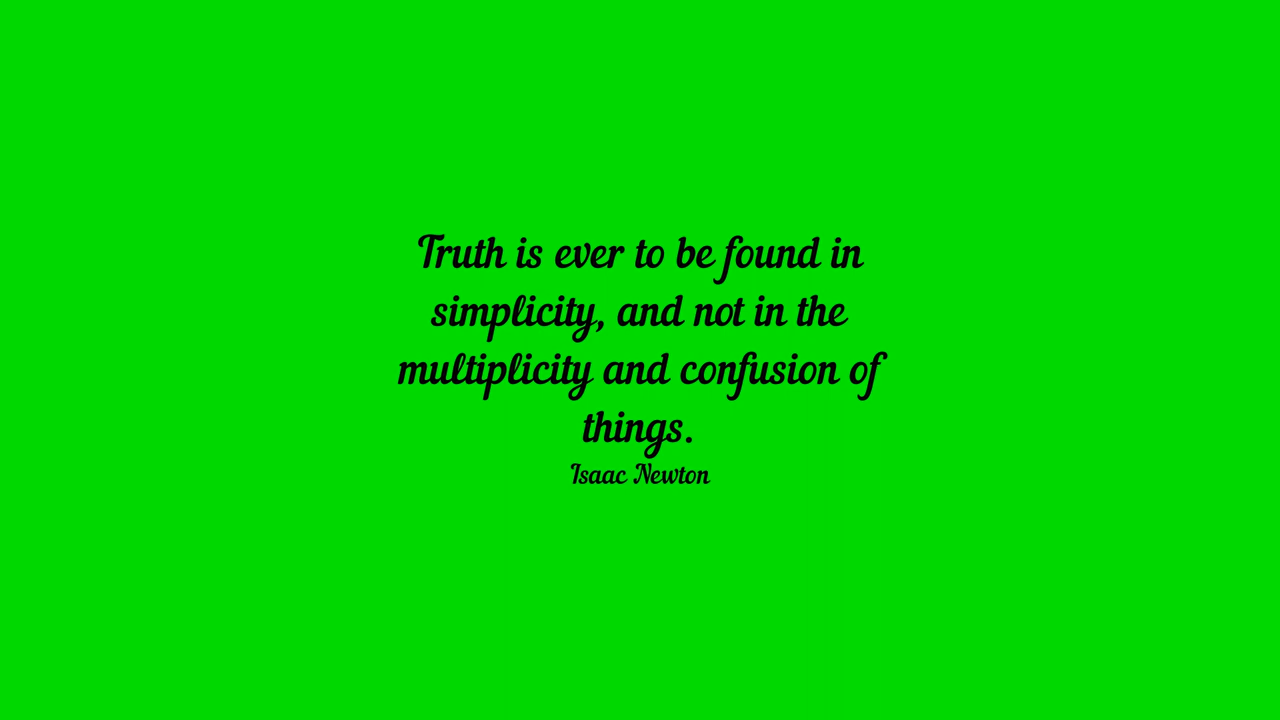 Truth is ever to be found in
simplicity, and not in the
multiplicity and confusion of
things.
Isaac Newton